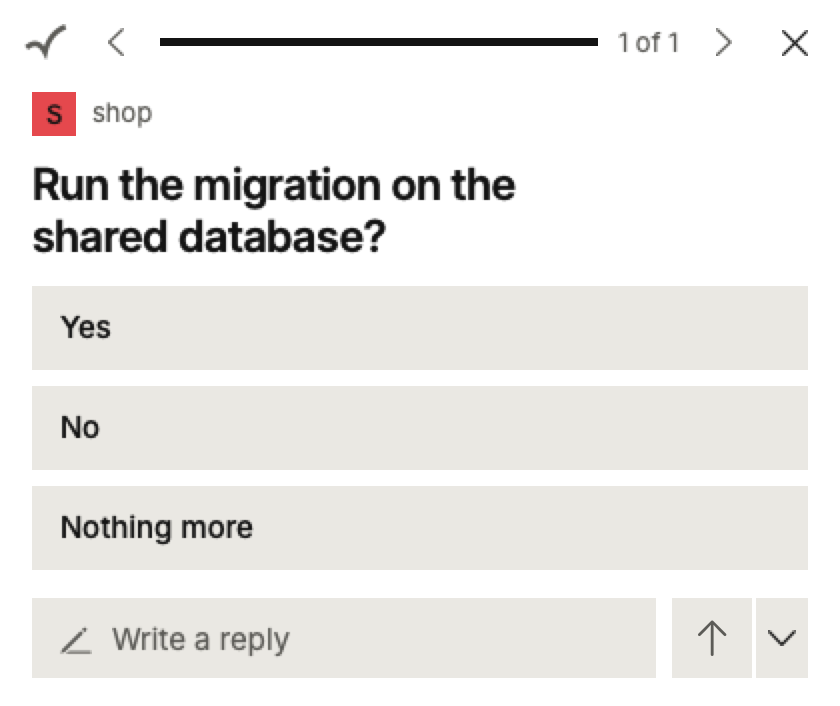 1 of 1
S shop
Run the migration on the
shared database?
Yes
No
Nothing more
Write a reply